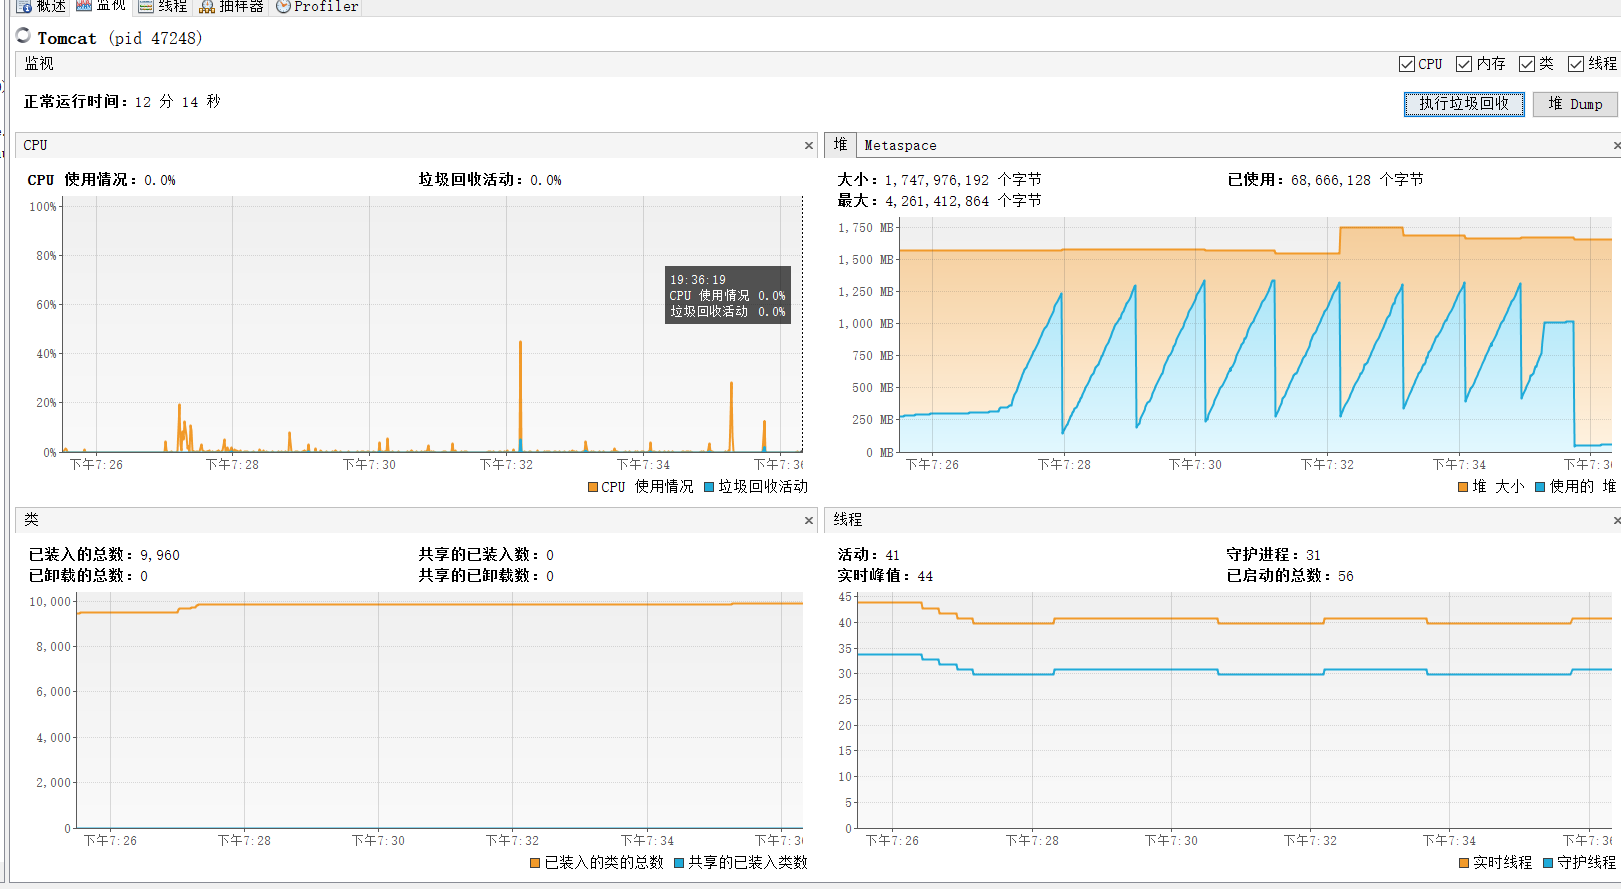 概述 监视 线程 抽样器 Profiler
Tomcat (pid 47248)
监视
CPU 内存 类 线程
正常运行时间: 12 分 14 秒
执行垃圾回收 堆 Dump
CPU ×
CPU 使用情况: 0.0% 垃圾回收活动: 0.0%
100%
80%
60%
40%
20%
0%
19:36:19
CPU 使用情况 0.0%
垃圾回收活动 0.0%
下午7:26 下午7:28 下午7:30 下午7:32 下午7:34 下午7:36
CPU 使用情况 垃圾回收活动
堆 Metaspace ×
大小: 1,747,976,192 个字节 已使用: 68,666,128 个字节
最大: 4,261,412,864 个字节
1,750 MB
1,500 MB
1,250 MB
1,000 MB
750 MB
500 MB
250 MB
0 MB
下午7:26 下午7:28 下午7:30 下午7:32 下午7:34 下午7:36
堆 大小 使用的 堆
类 ×
已装入的总数: 9,960 共享的已装入数: 0
已卸载的总数: 0 共享的已卸载数: 0
10,000
8,000
6,000
4,000
2,000
0
下午7:26 下午7:28 下午7:30 下午7:32 下午7:34 下午7:36
已装入的类的总数 共享的已装入类数
线程 ×
活动: 41 守护进程: 31
实时峰值: 44 已启动的总数: 56
45
40
35
30
25
20
15
10
5
0
下午7:26 下午7:28 下午7:30 下午7:32 下午7:34 下午7:36
实时线程 守护线程